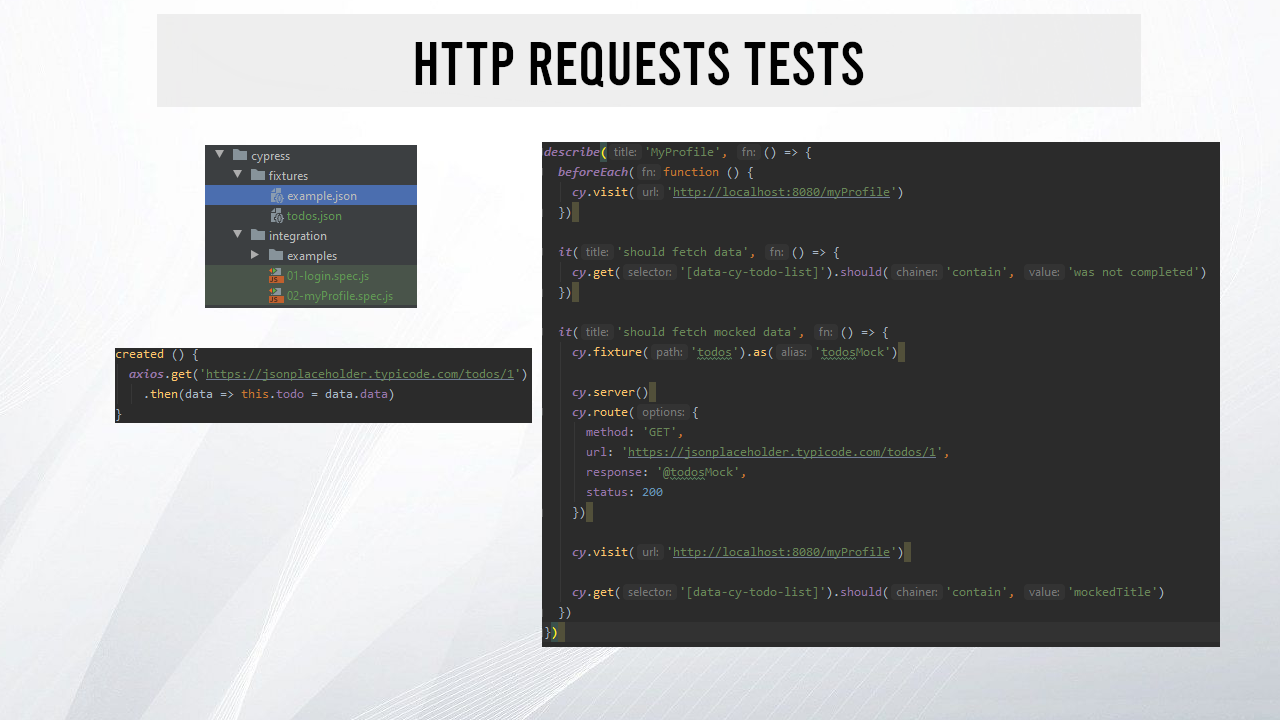 HTTP REQUESTS TESTS
cypress
fixtures
example.json
todos.json
integration
examples
01-login.spec.js
02-myProfile.spec.js
created () {
axios.get('https://jsonplaceholder.typicode.com/todos/1')
.then(data => this.todo = data.data)
}
describe( title: 'MyProfile', fn: () => {
beforeEach( fn: function () {
cy.visit( url: 'http://localhost:8080/myProfile')
})
it( title: 'should fetch data', fn: () => {
cy.get( selector: '[data-cy-todo-list]').should( chainer: 'contain', value: 'was not completed')
})
it( title: 'should fetch mocked data', fn: () => {
cy.fixture( path: 'todos').as( alias: 'todosMock')
cy.server()
cy.route( options: {
method: 'GET',
url: 'https://jsonplaceholder.typicode.com/todos/1',
response: '@todosMock',
status: 200
})
cy.visit( url: 'http://localhost:8080/myProfile')
cy.get( selector: '[data-cy-todo-list]').should( chainer: 'contain', value: 'mockedTitle')
})
})